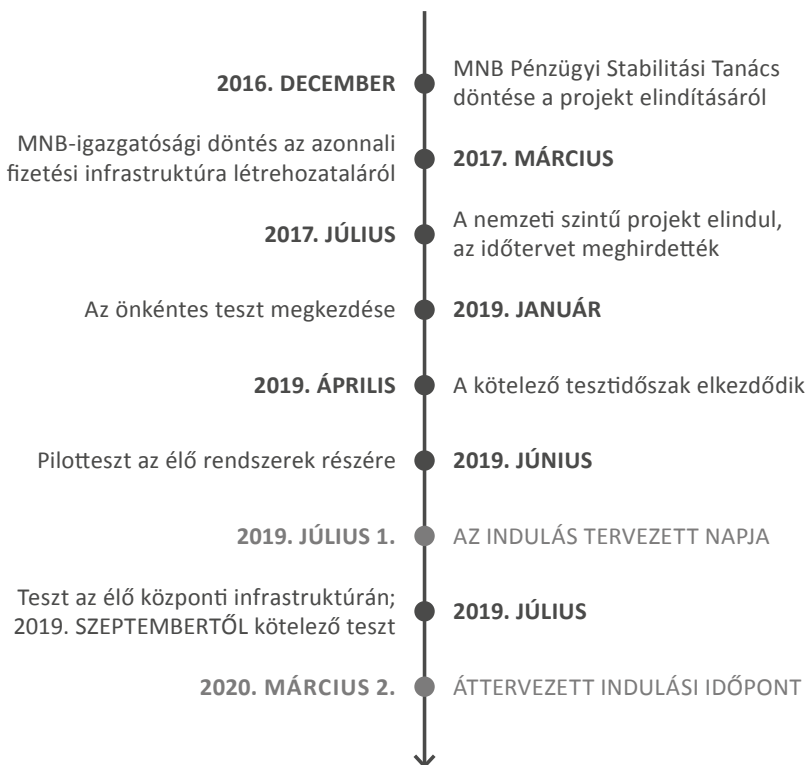 2016. DECEMBER
MNB Pénzügyi Stabilitási Tanács
döntése a projekt elindításáról
MNB-igazgatósági döntés az azonnali
fizetési infrastruktúra létrehozataláról
2017. MÁRCIUS
2017. JÚLIUS
A nemzeti szintű projekt elindul,
az időtervet meghirdették
Az önkéntes teszt megkezdése
2019. JANUÁR
2019. ÁPRILIS
A kötelező tesztidőszak elkezdődik
Pilotteszt az élő rendszerek részére
2019. JÚNIUS
2019. JÚLIUS 1.
AZ INDULÁS TERVEZETT NAPJA
Teszt az élő központi infrastruktúrán;
2019. SZEPTEMBERTŐL kötelező teszt
2019. JÚLIUS
2020. MÁRCIUS 2.
ÁTTERVEZETT INDULÁSI IDŐPONT